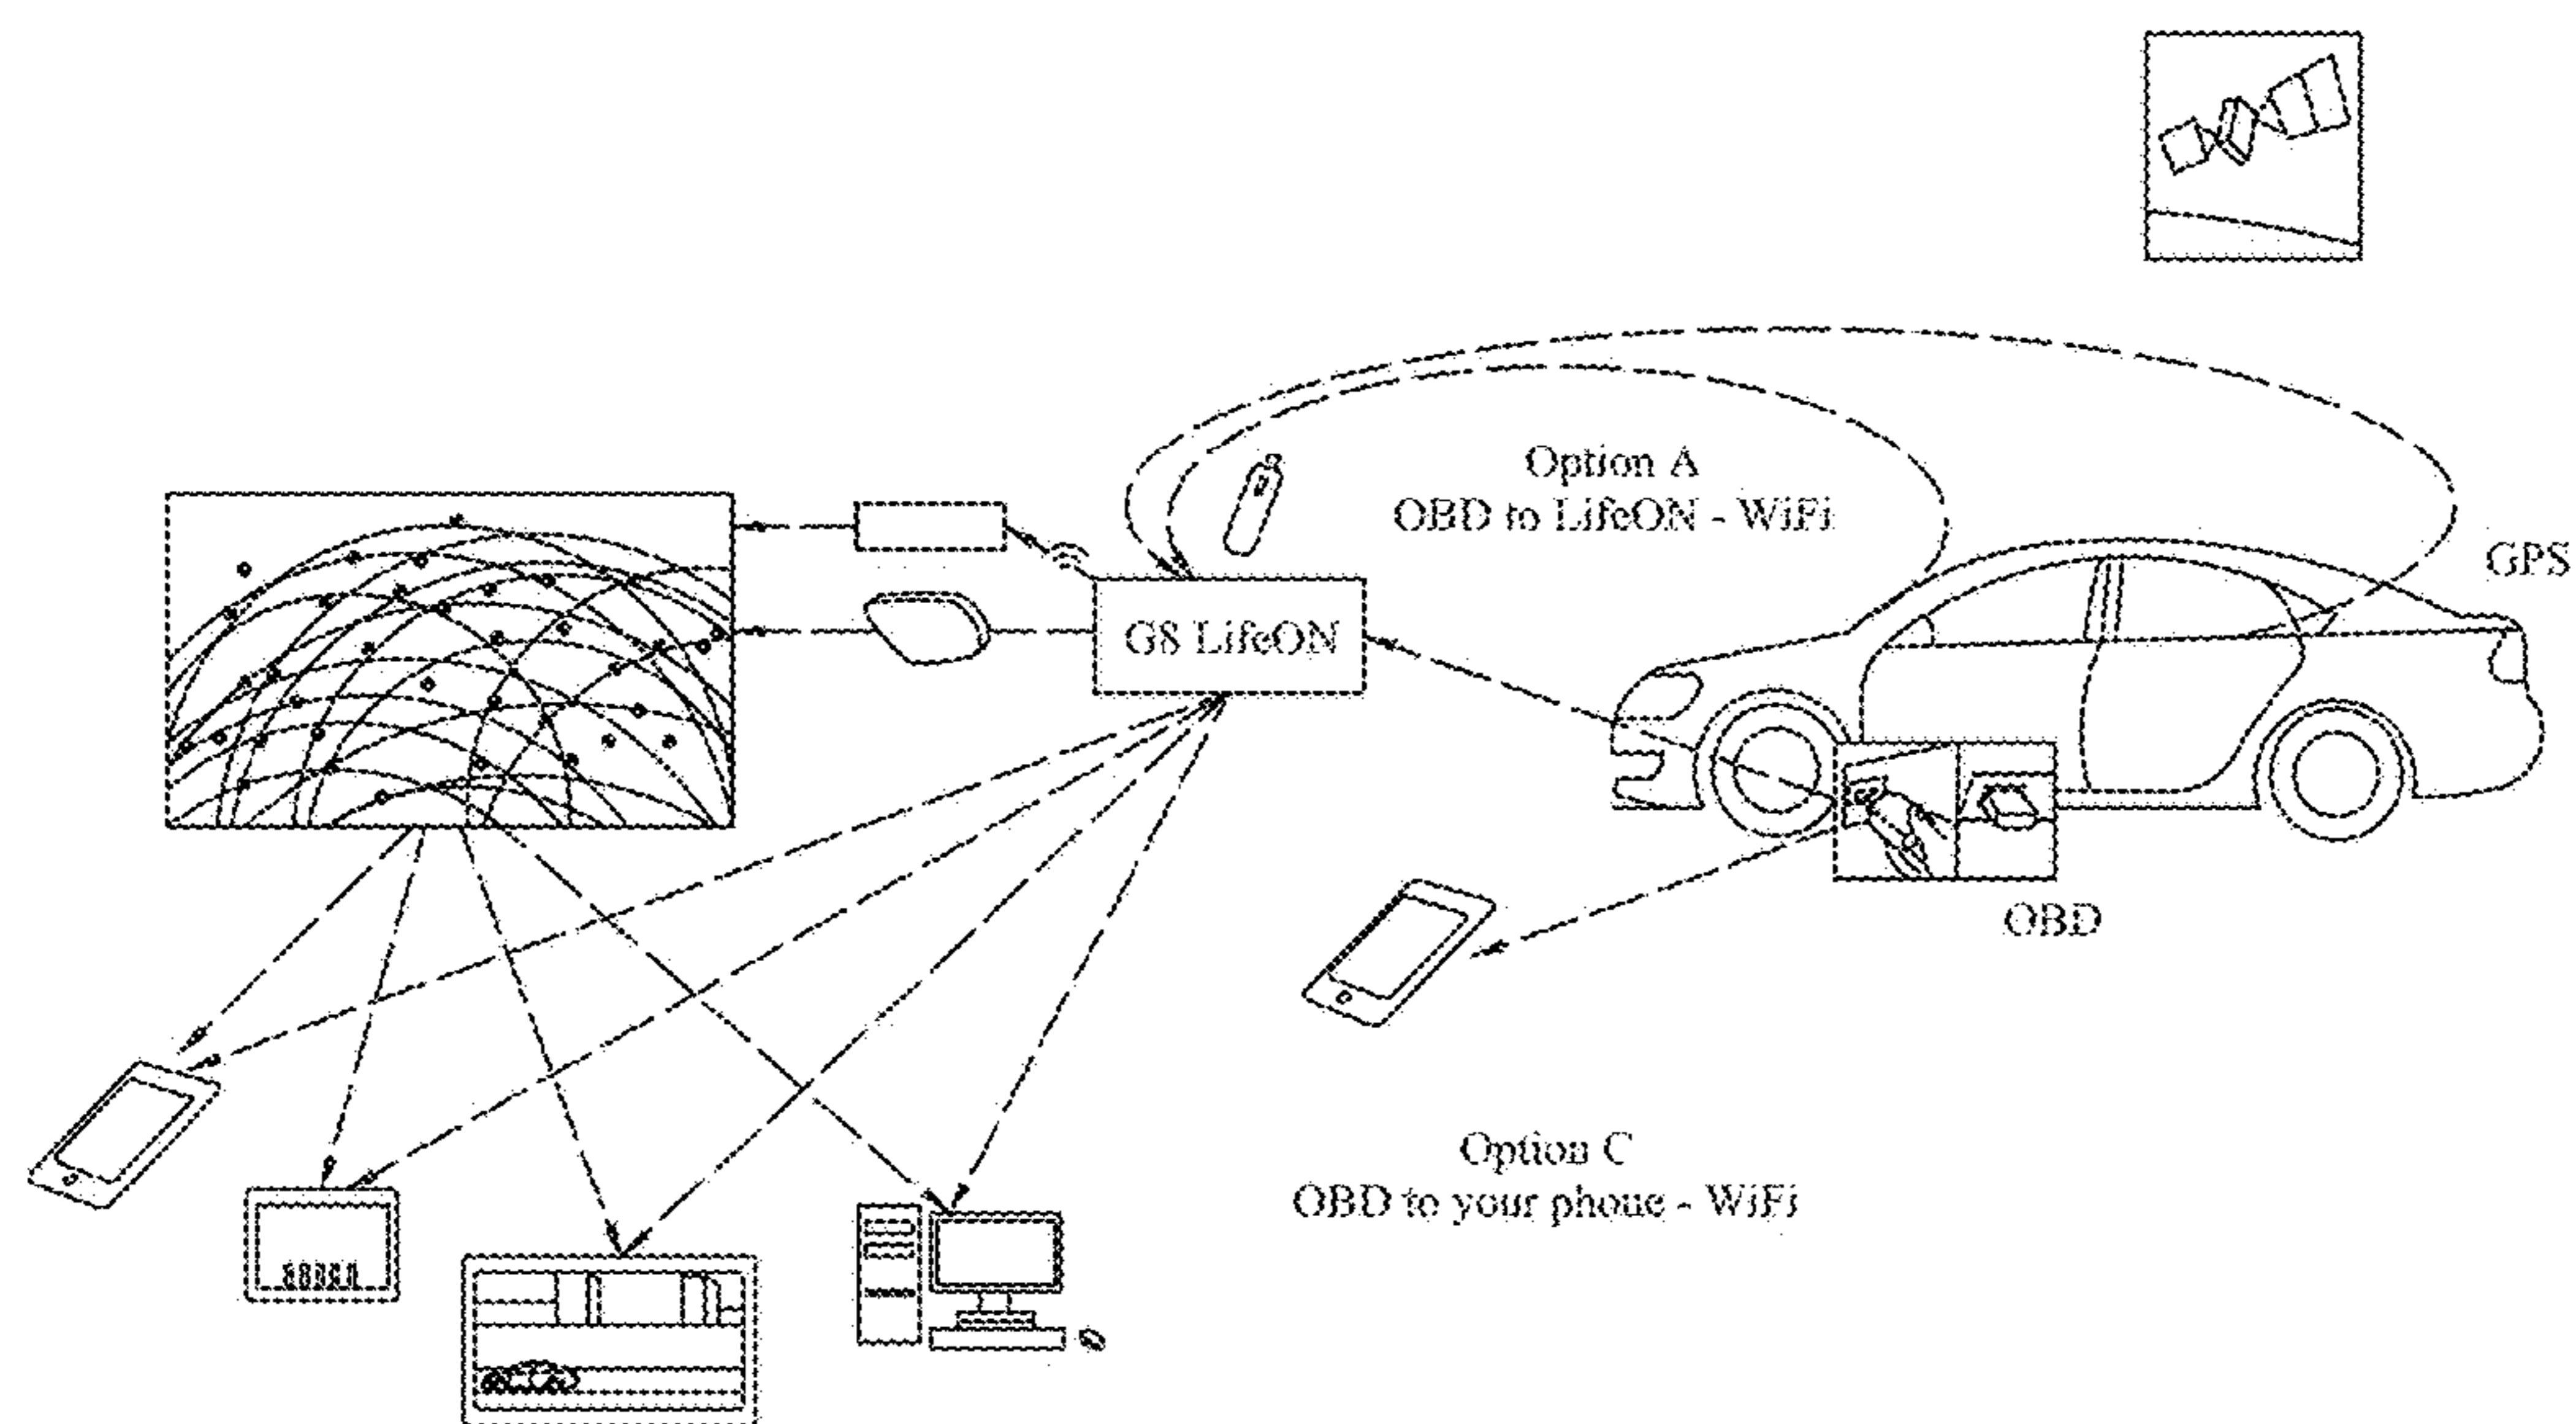 Option A
OBD to LifeON - WiFi
GPS
G8 LifeON
OBD
Option C
OBD to your phone - WiFi